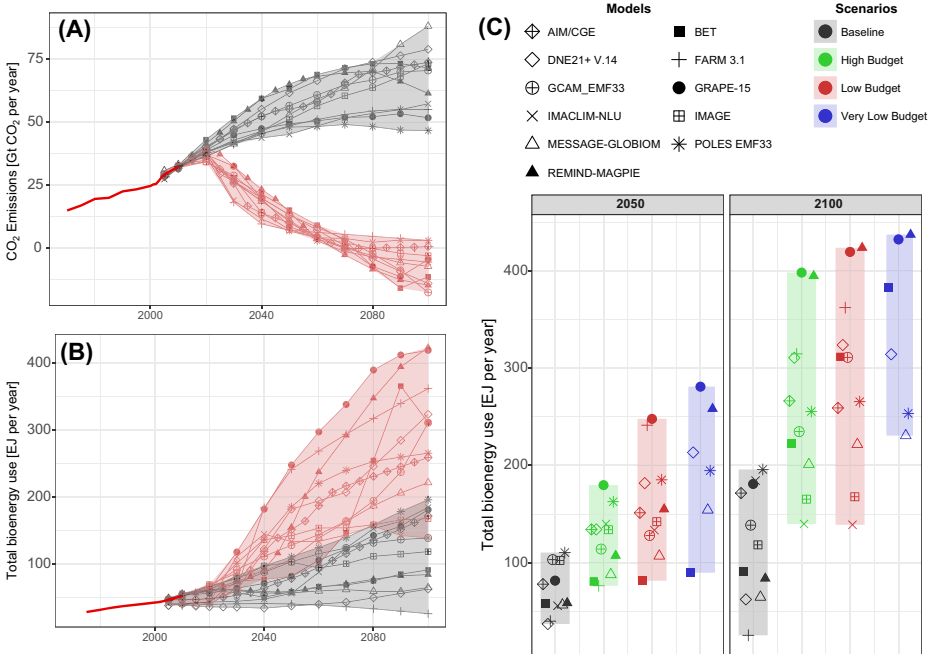 (A)
CO2 Emissions [Gt CO2 per year]
75
50
25
0
2000
2040
2060
2080
(B)
Total bioenergy use [EJ per year]
400
300
200
100
2000
2040
2060
2080
(C)
Models
Scenarios
AIM/CGE
BET
Baseline
DNE21+ V.14
FARM 3.1
High Budget
GCAM_EMF33
GRAPE-15
Low Budget
IMACLIM-NLU
IMAGE
Very Low Budget
MESSAGE-GLOBIOM
POLES EMF33
REMIND-MAGPIE
2050
2100
Total bioenergy use [EJ per year]
400
300
200
100